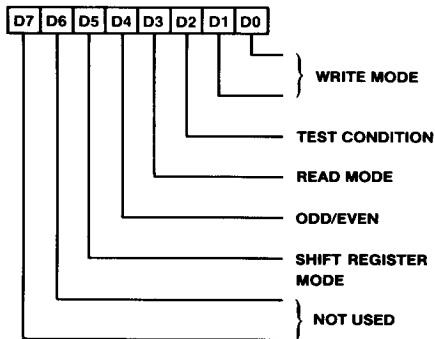 D7 D6 D5 D4 D3 D2 D1 D0
WRITE MODE
TEST CONDITION
READ MODE
ODD/EVEN
SHIFT REGISTER
MODE
NOT USED